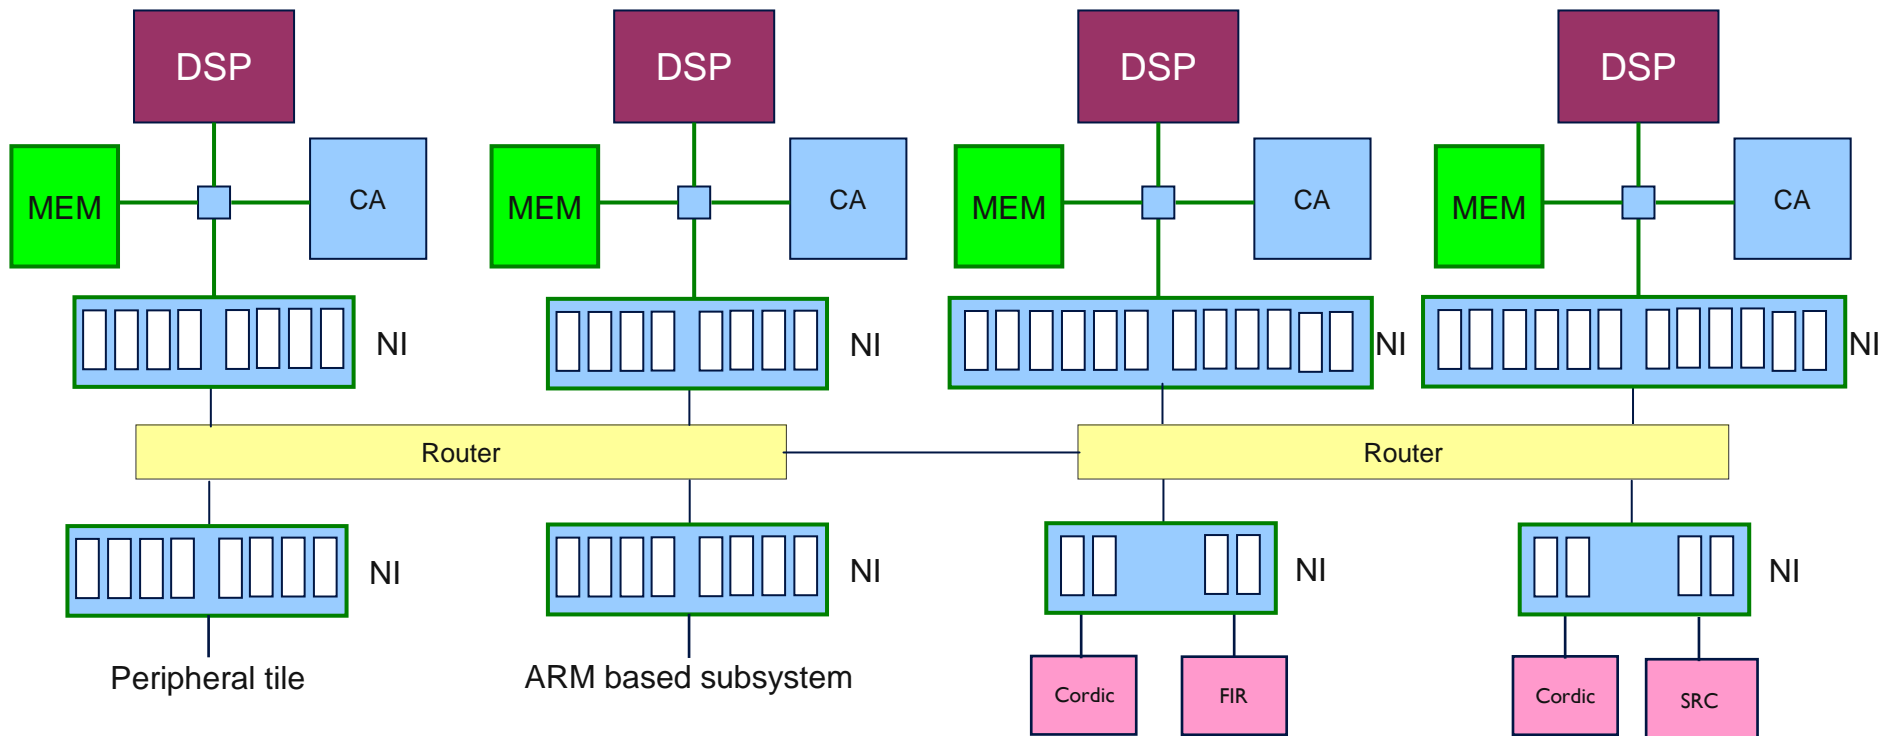 DSP
DSP
DSP
DSP
MEM
CA
MEM
CA
MEM
CA
MEM
CA
NI
NI
NI
NI
Router
Router
NI
NI
NI
NI
Peripheral tile
ARM based subsystem
Cordic
FIR
Cordic
SRC